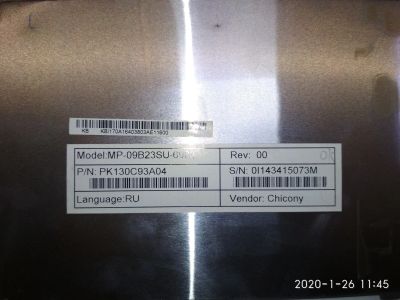 KB
Model:MP-09B23SU-
Rev: 00
P/N: PK130C93A04
S/N: 0I143415073M
Language:RU
Vendor: Chicony
2020-1-26 11:45